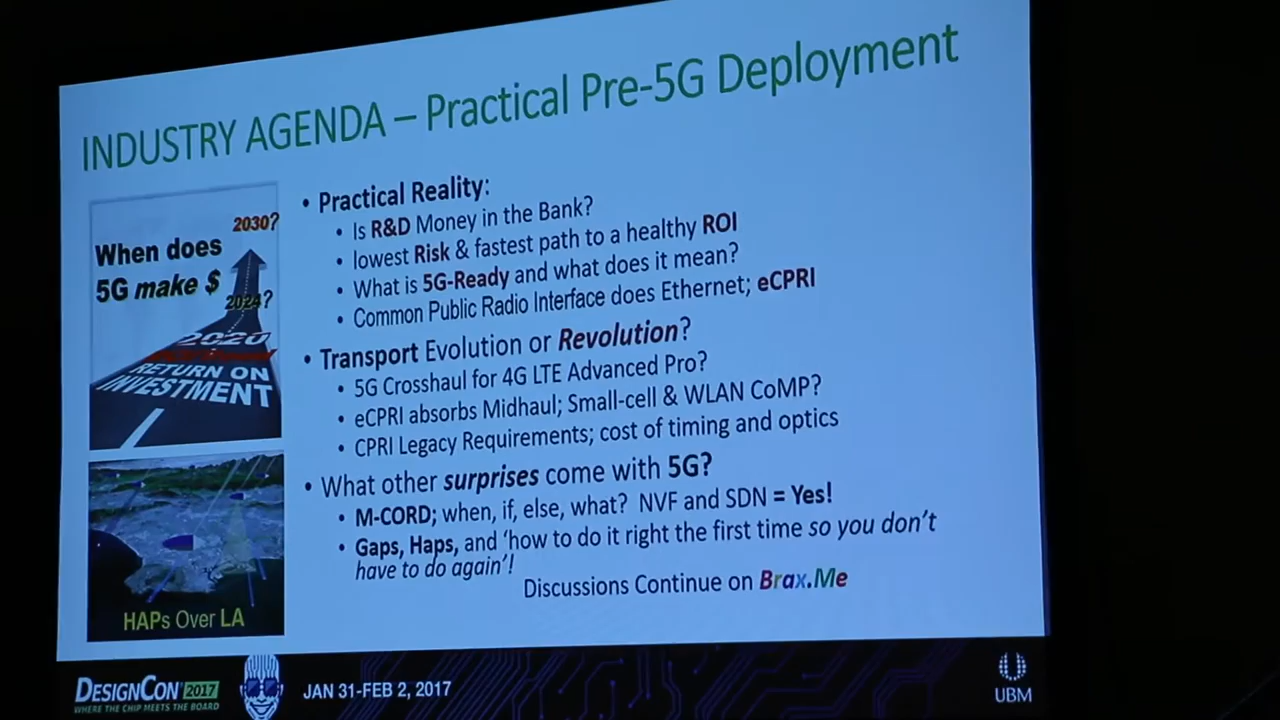 INDUSTRY AGENDA – Practical Pre-5G Deployment
When does
5G make $
2030?
2024?
2020
RETURN ON
INVESTMENT
HAPs Over LA
• Practical Reality:
• Is R&D Money in the Bank?
• lowest Risk & fastest path to a healthy ROI
• What is 5G-Ready and what does it mean?
• Common Public Radio Interface does Ethernet; eCPRI
• Transport Evolution or Revolution?
• 5G Crosshaul for 4G LTE Advanced Pro?
• eCPRI absorbs Midhaul; Small-cell & WLAN CoMP?
• CPRI Legacy Requirements; cost of timing and optics
• What other surprises come with 5G?
• M-CORD; when, if, else, what? NVF and SDN = Yes!
• Gaps, Haps, and ‘how to do it right the first time so you don’t
have to do again’!
Discussions Continue on Brax.Me
DESIGNCON 2017
WHERE THE CHIP MEETS THE BOARD
JAN 31-FEB 2, 2017
UBM